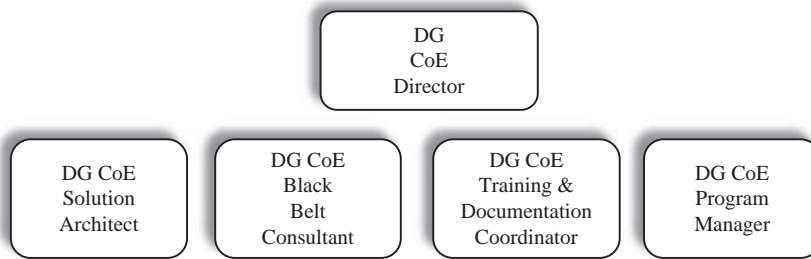 DG
CoE
Director
DG CoE
Solution
Architect
DG CoE
Black
Belt
Consultant
DG CoE
Training &
Documentation
Coordinator
DG CoE
Program
Manager